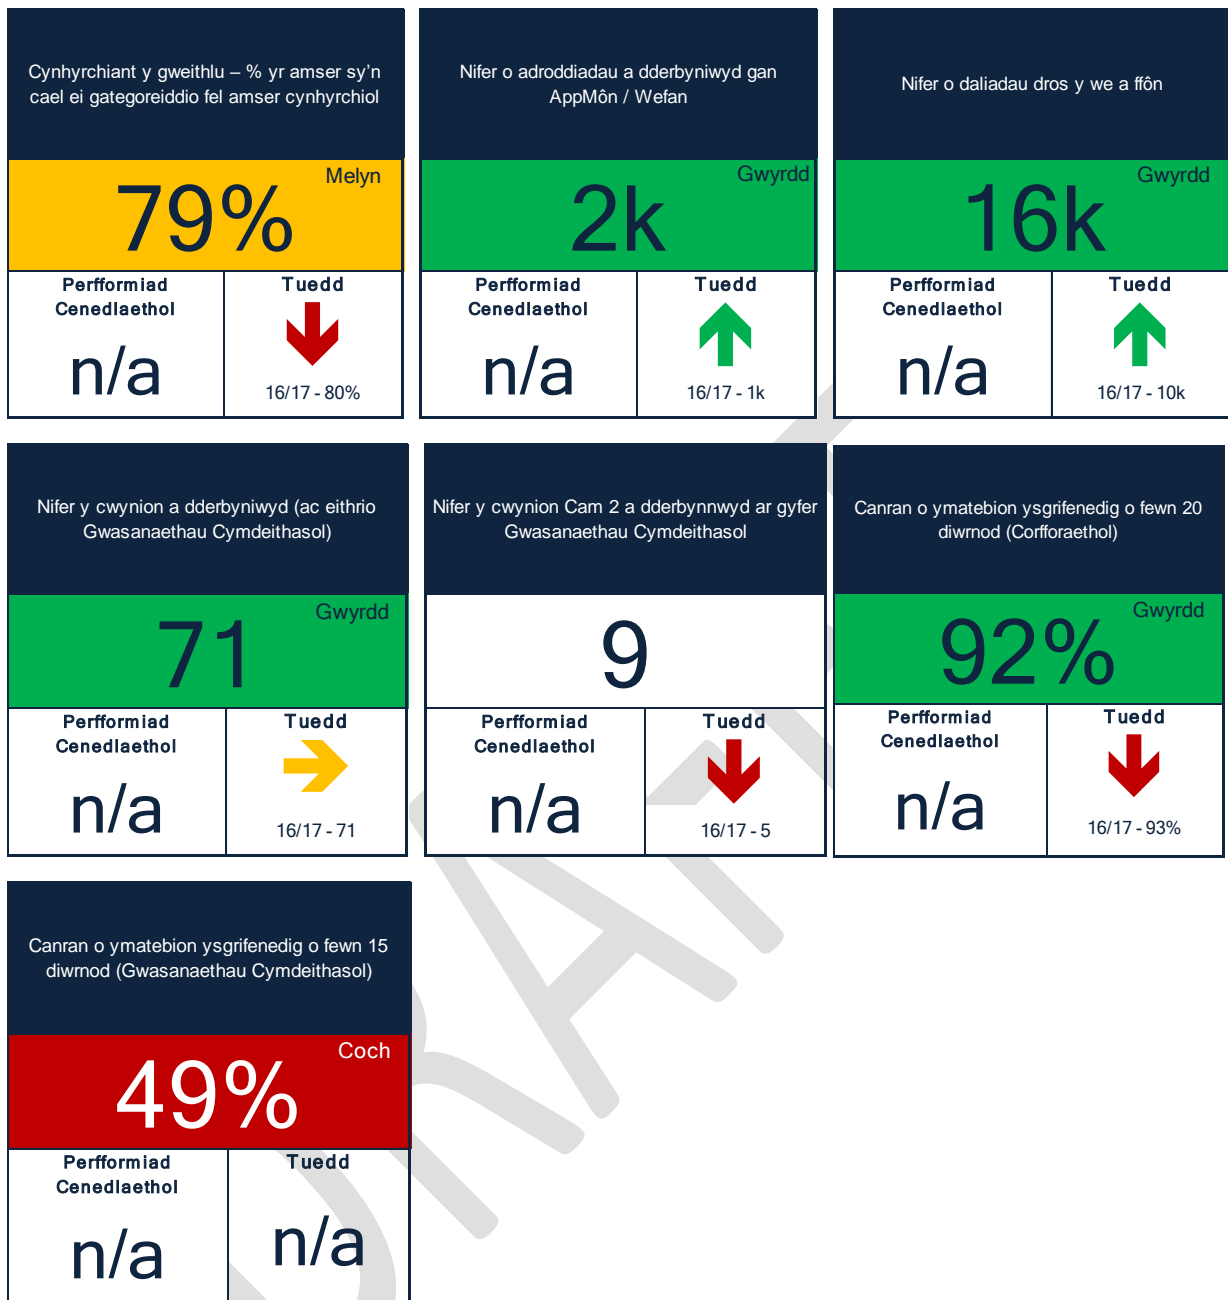 Cynhyrchiant y gweithlu – % yr amser sy'n
cael ei gategoreiddio fel amser cynhyrchiol
Melyn
79%
Perfformiad
Cenedlaethol
n/a
Tuedd
16/17 - 80%
Nifer o adroddiadau a dderbyniwyd gan
AppMôn / Wefan
Gwyrdd
2k
Perfformiad
Cenedlaethol
n/a
Tuedd
16/17 - 1k
Nifer o daliadau dros y we a ffôn
Gwyrdd
16k
Perfformiad
Cenedlaethol
n/a
Tuedd
16/17 - 10k
Nifer y cwynion a dderbyniwyd (ac eithrio
Gwasanaethau Cymdeithasol)
Gwyrdd
71
Perfformiad
Cenedlaethol
n/a
Tuedd
16/17 - 71
Nifer y cwynion Cam 2 a dderbynnwyd ar gyfer
Gwasanaethau Cymdeithasol
9
Perfformiad
Cenedlaethol
n/a
Tuedd
16/17 - 5
Canran o ymatebion ysgrifenedig o fewn 20
diwrnod (Corfforaethol)
Gwyrdd
92%
Perfformiad
Cenedlaethol
n/a
Tuedd
16/17 - 93%
Canran o ymatebion ysgrifenedig o fewn 15
diwrnod (Gwasanaethau Cymdeithasol)
Coch
49%
Perfformiad
Cenedlaethol
n/a
Tuedd
n/a
DRAFT